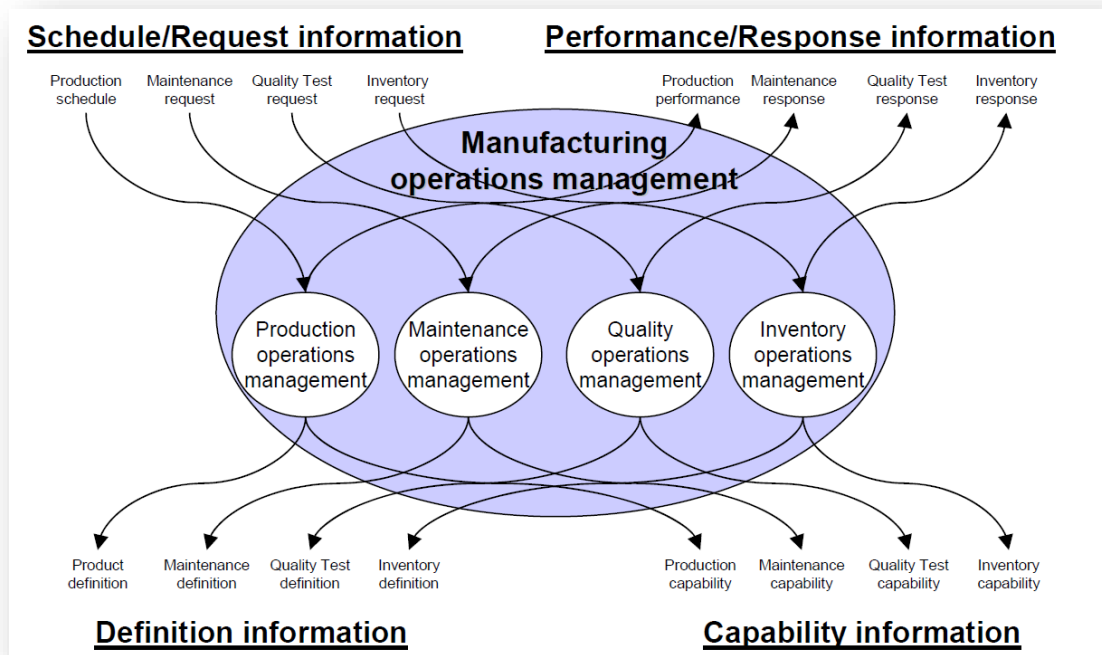 Schedule/Request information
Performance/Response information
Production
schedule
Maintenance
request
Quality Test
request
Inventory
request
Production
performance
Maintenance
response
Quality Test
response
Inventory
response
Manufacturing
operations management
Production
operations
management
Maintenance
operations
management
Quality
operations
management
Inventory
operations
management
Product
definition
Maintenance
definition
Quality Test
definition
Inventory
definition
Production
capability
Maintenance
capability
Quality Test
capability
Inventory
capability
Definition information
Capability information